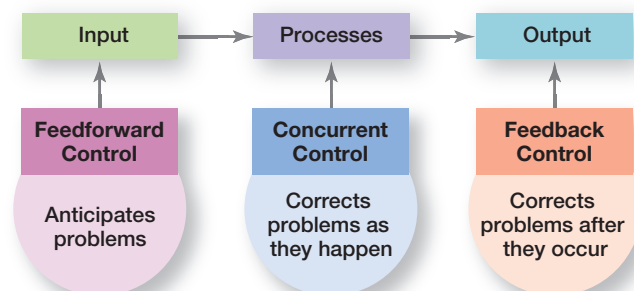 Input
Processes
Output
Feedforward
Control
Concurrent
Control
Feedback
Control
Anticipates
problems
Corrects
problems as
they happen
Corrects
problems after
they occur